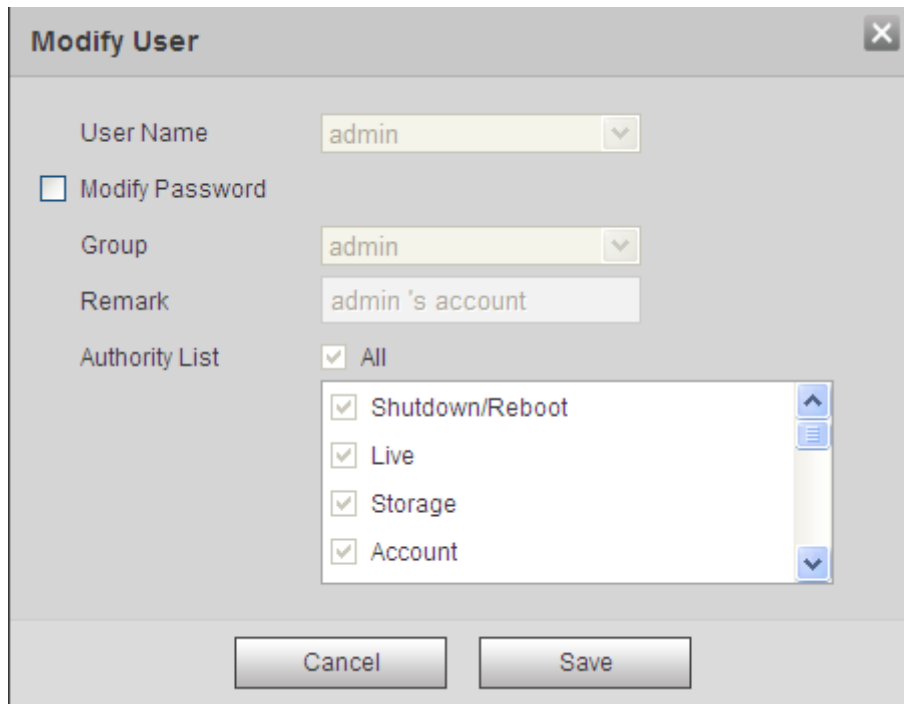 Modify User
User Name admin
Modify Password
Group admin
Remark admin 's account
Authority List All
Shutdown/Reboot
Live
Storage
Account
Cancel Save